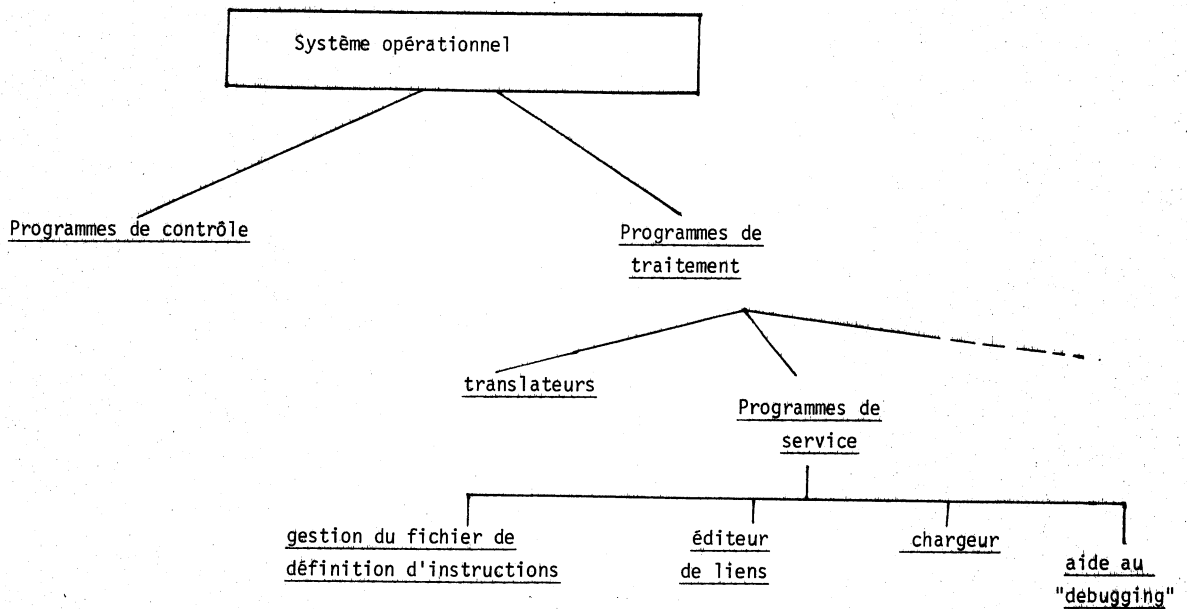 Système opérationnel
Programmes de contrôle
Programmes de
traitement
translateurs
Programmes de
service
gestion du fichier de
définition d'instructions
éditeur
de liens
chargeur
aide au
"debugging"